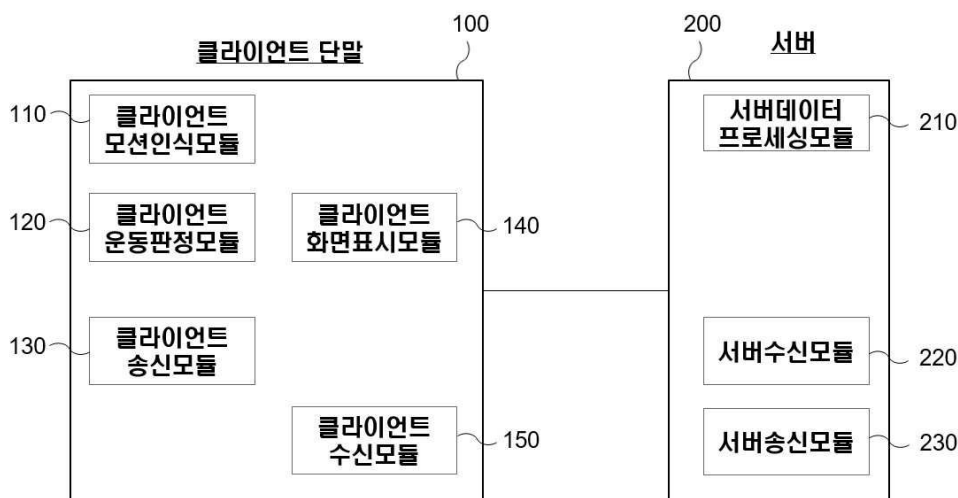 100
200
클라이언트 단말
서버
110
클라이언트
모션인식모듈
서버데이터
프로세싱모듈
210
120
클라이언트
운동판정모듈
클라이언트
화면표시모듈
140
130
클라이언트
송신모듈
서버수신모듈
220
클라이언트
수신모듈
150
서버송신모듈
230